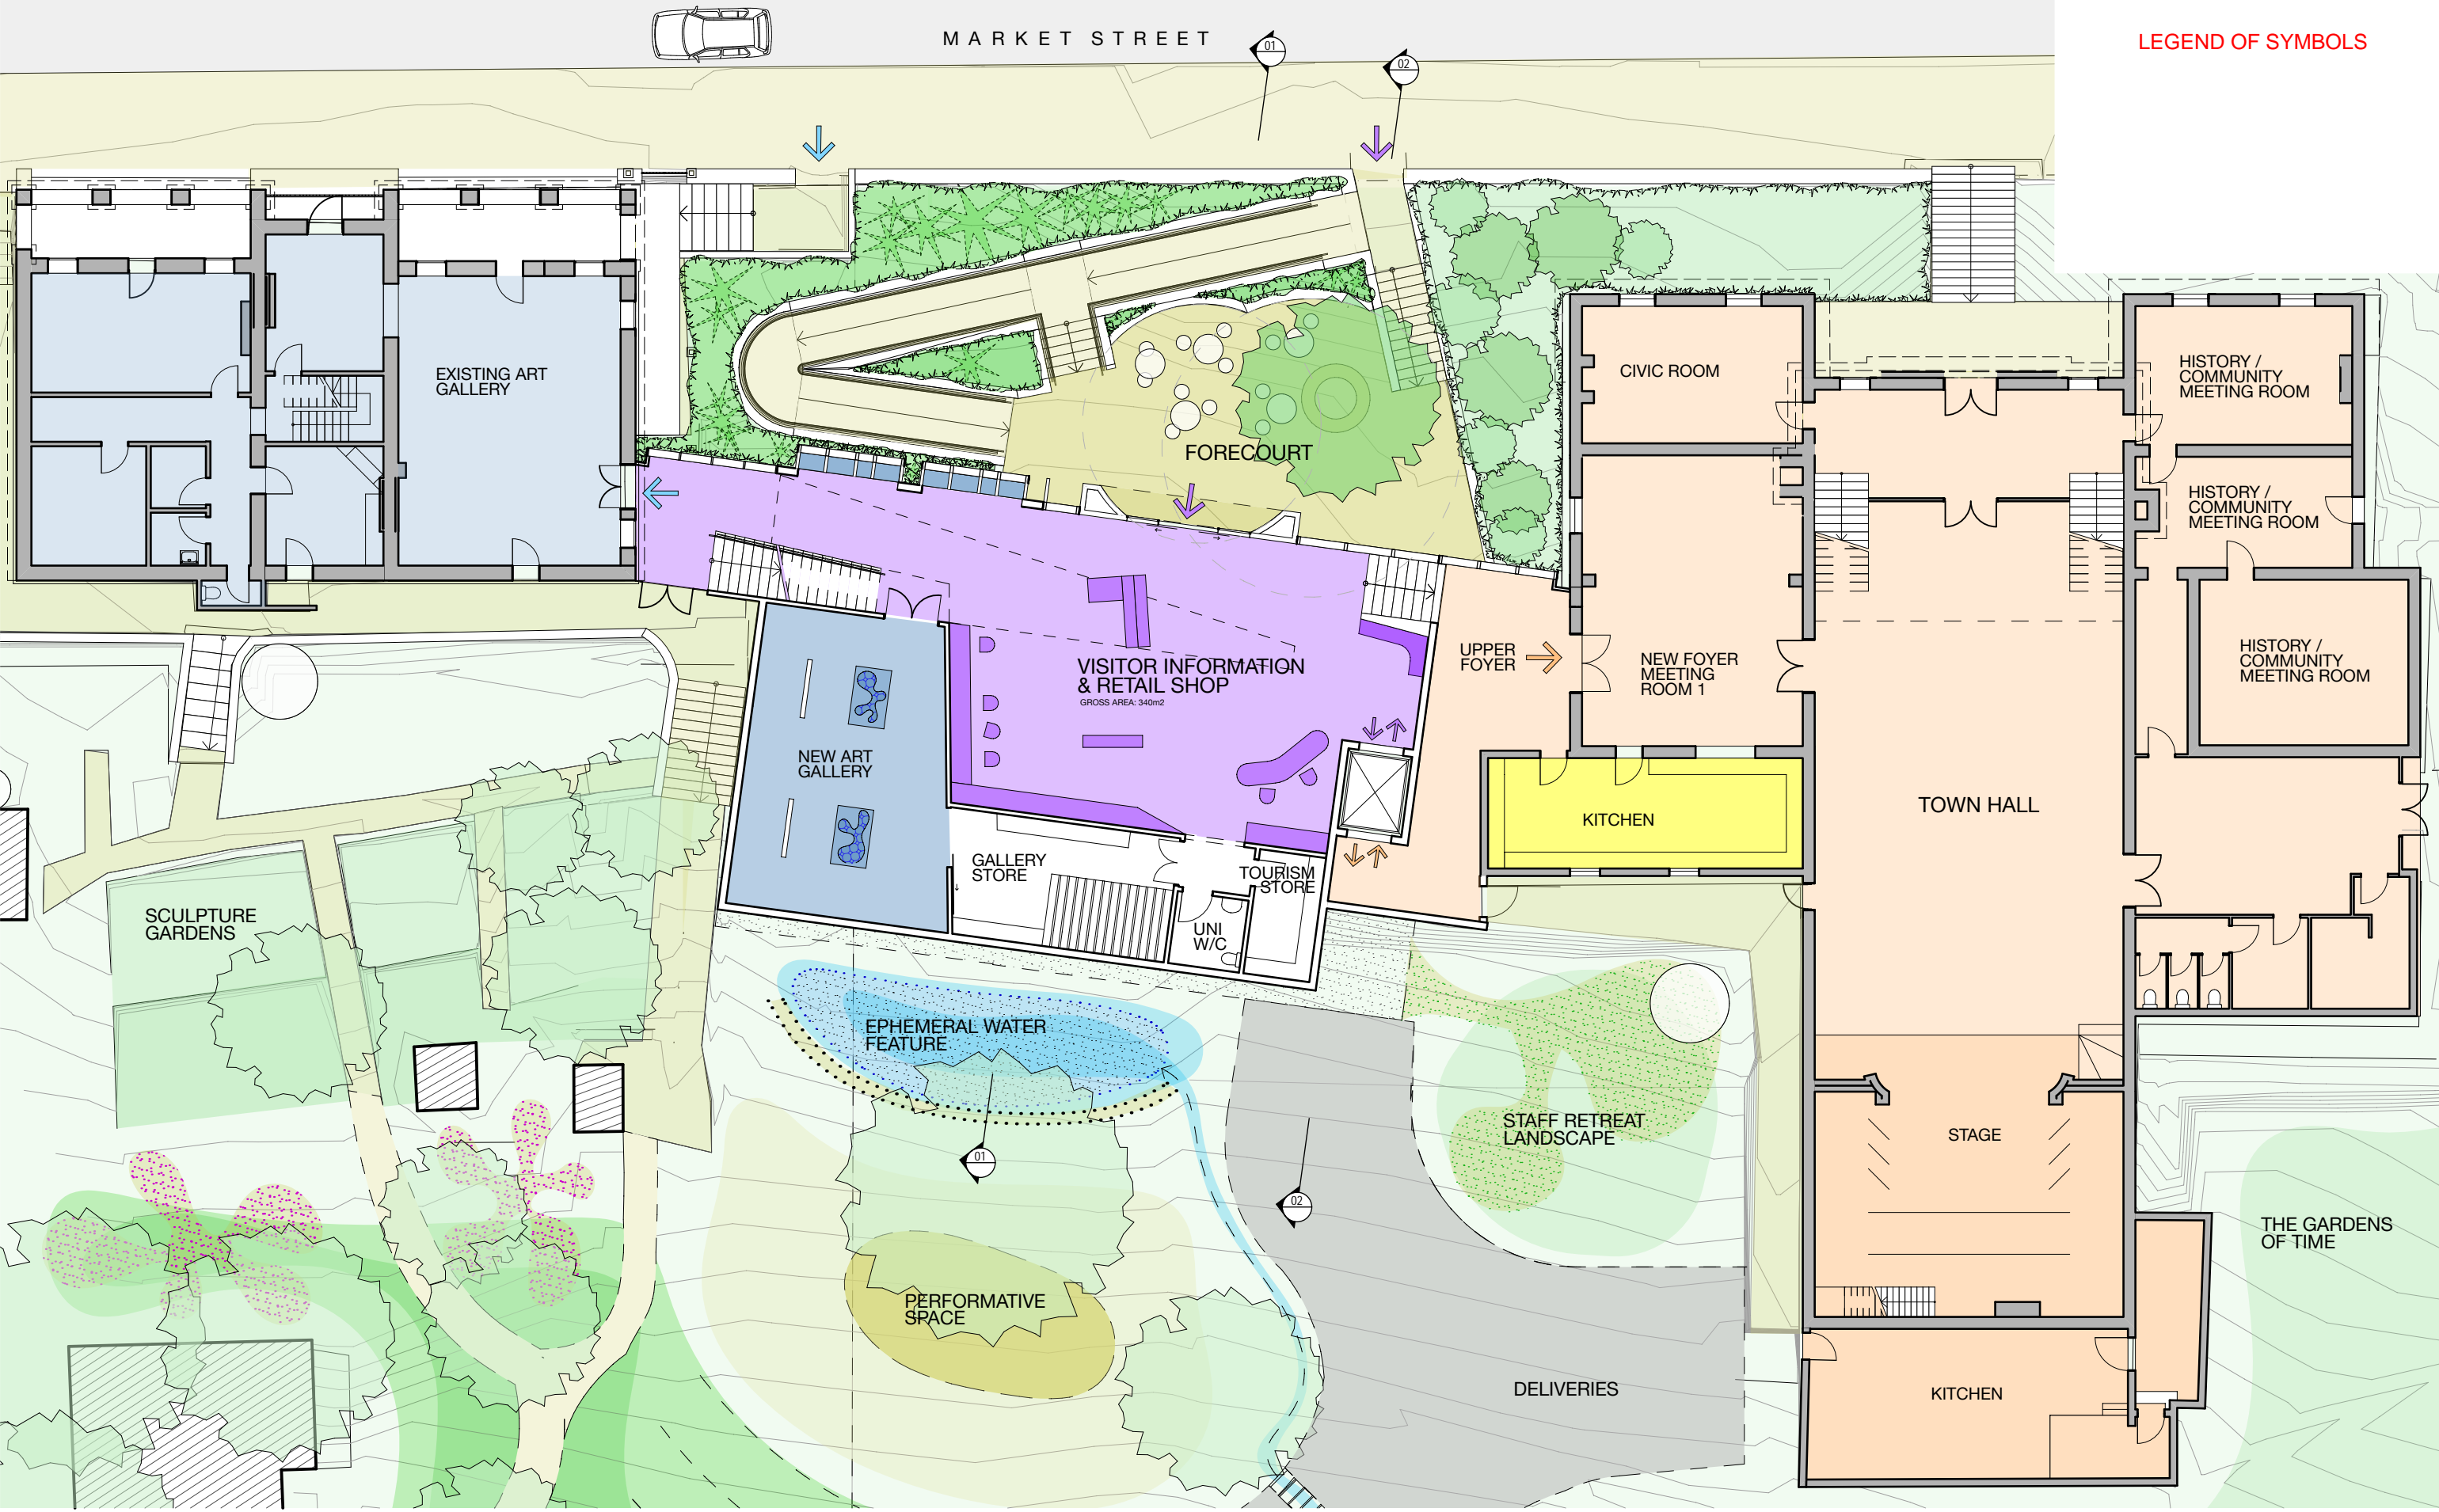 MARKET STREET
LEGEND OF SYMBOLS
01
02
EXISTING ART
GALLERY
FORECOURT
CIVIC ROOM
HISTORY /
COMMUNITY
MEETING ROOM
HISTORY /
COMMUNITY
MEETING ROOM
HISTORY /
COMMUNITY
MEETING ROOM
UPPER
FOYER
NEW FOYER
MEETING
ROOM 1
VISITOR INFORMATION
& RETAIL SHOP
GROSS AREA: 340m2
NEW ART
GALLERY
KITCHEN
TOWN HALL
GALLERY
STORE
TOURISM
STORE
UNI
W/C
SCULPTURE
GARDENS
EPHEMERAL WATER
FEATURE
STAFF RETREAT
LANDSCAPE
STAGE
01
02
THE GARDENS
OF TIME
PERFORMATIVE
SPACE
DELIVERIES
KITCHEN